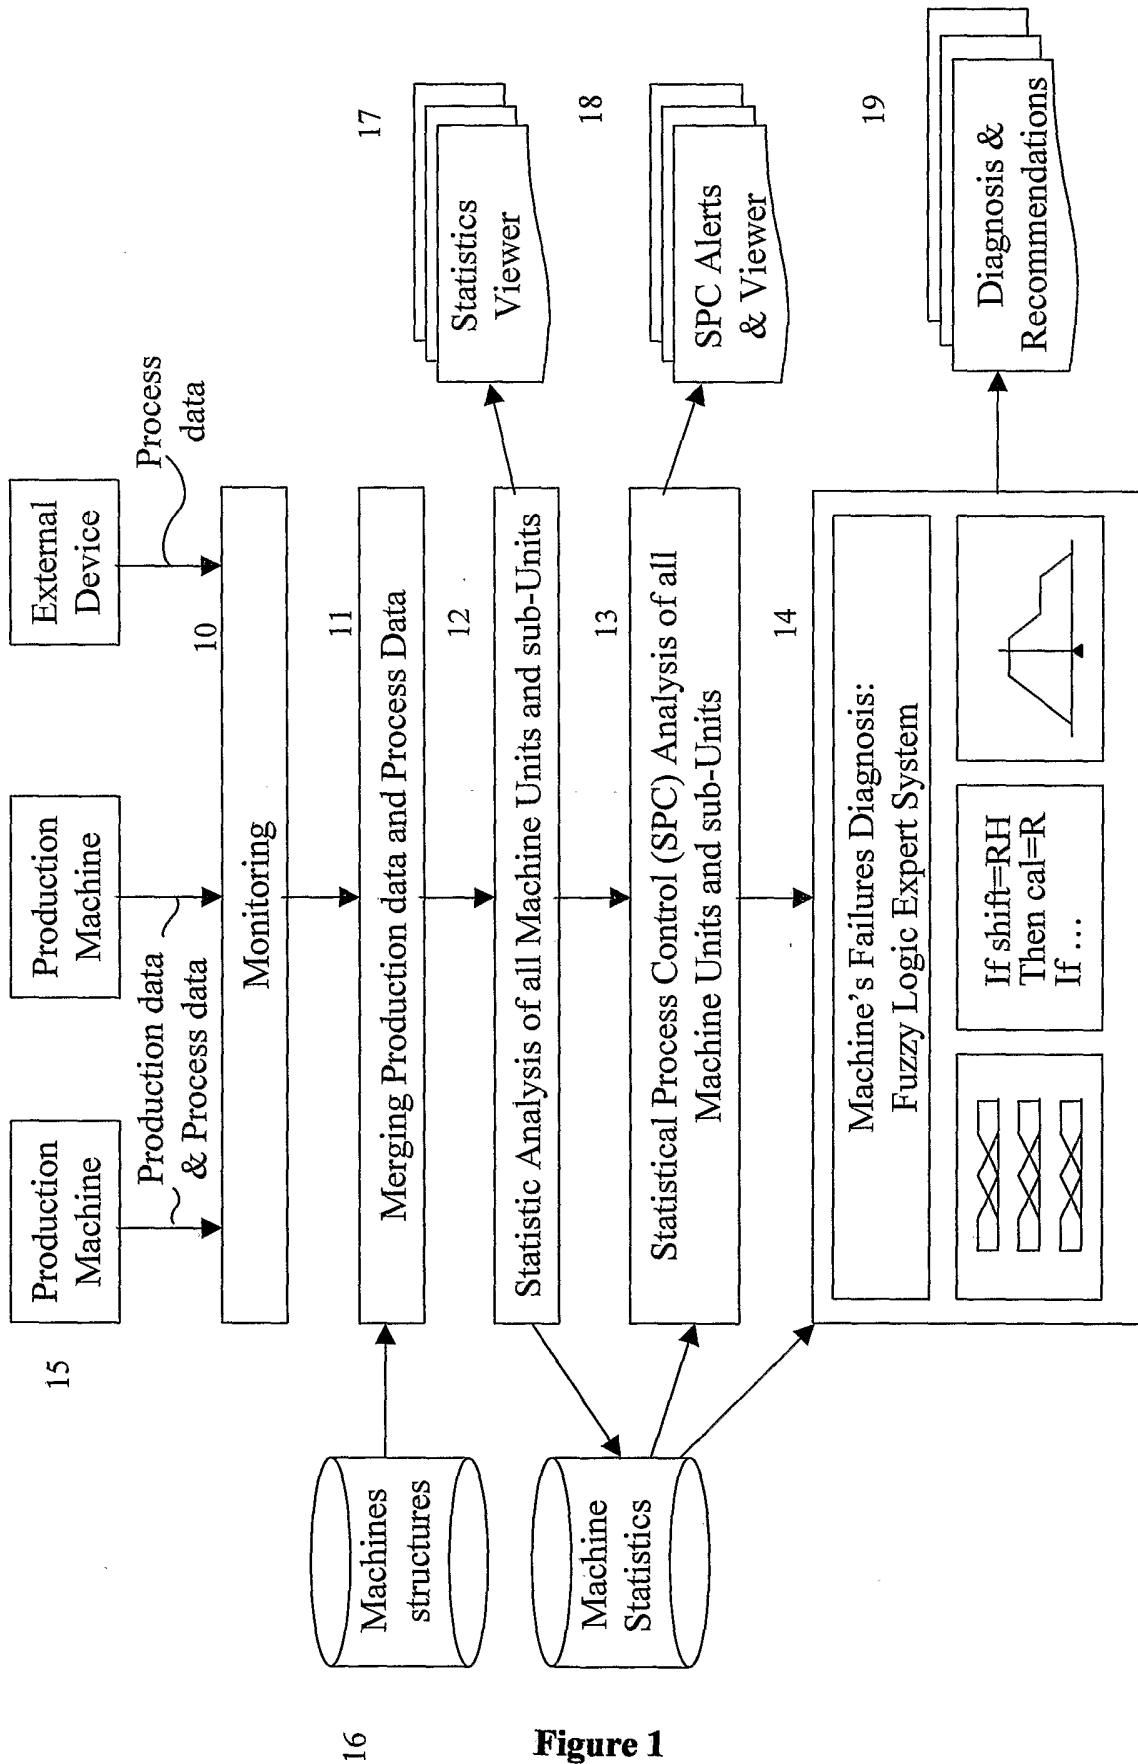 15
Production
Machine
Production
Machine
External
Device
Production data
& Process data
Process
data
10
Monitoring
11
Merging Production data and Process Data
12
Statistic Analysis of all Machine Units and sub-Units
13
Statistical Process Control (SPC) Analysis of all
Machine Units and sub-Units
14
Machine's Failures Diagnosis:
Fuzzy Logic Expert System
If shift=RH
Then cal=R
If ...
16
Machines
structures
Machine
Statistics
17
Statistics
Viewer
18
SPC Alerts
& Viewer
19
Diagnosis &
Recommendations
Figure 1